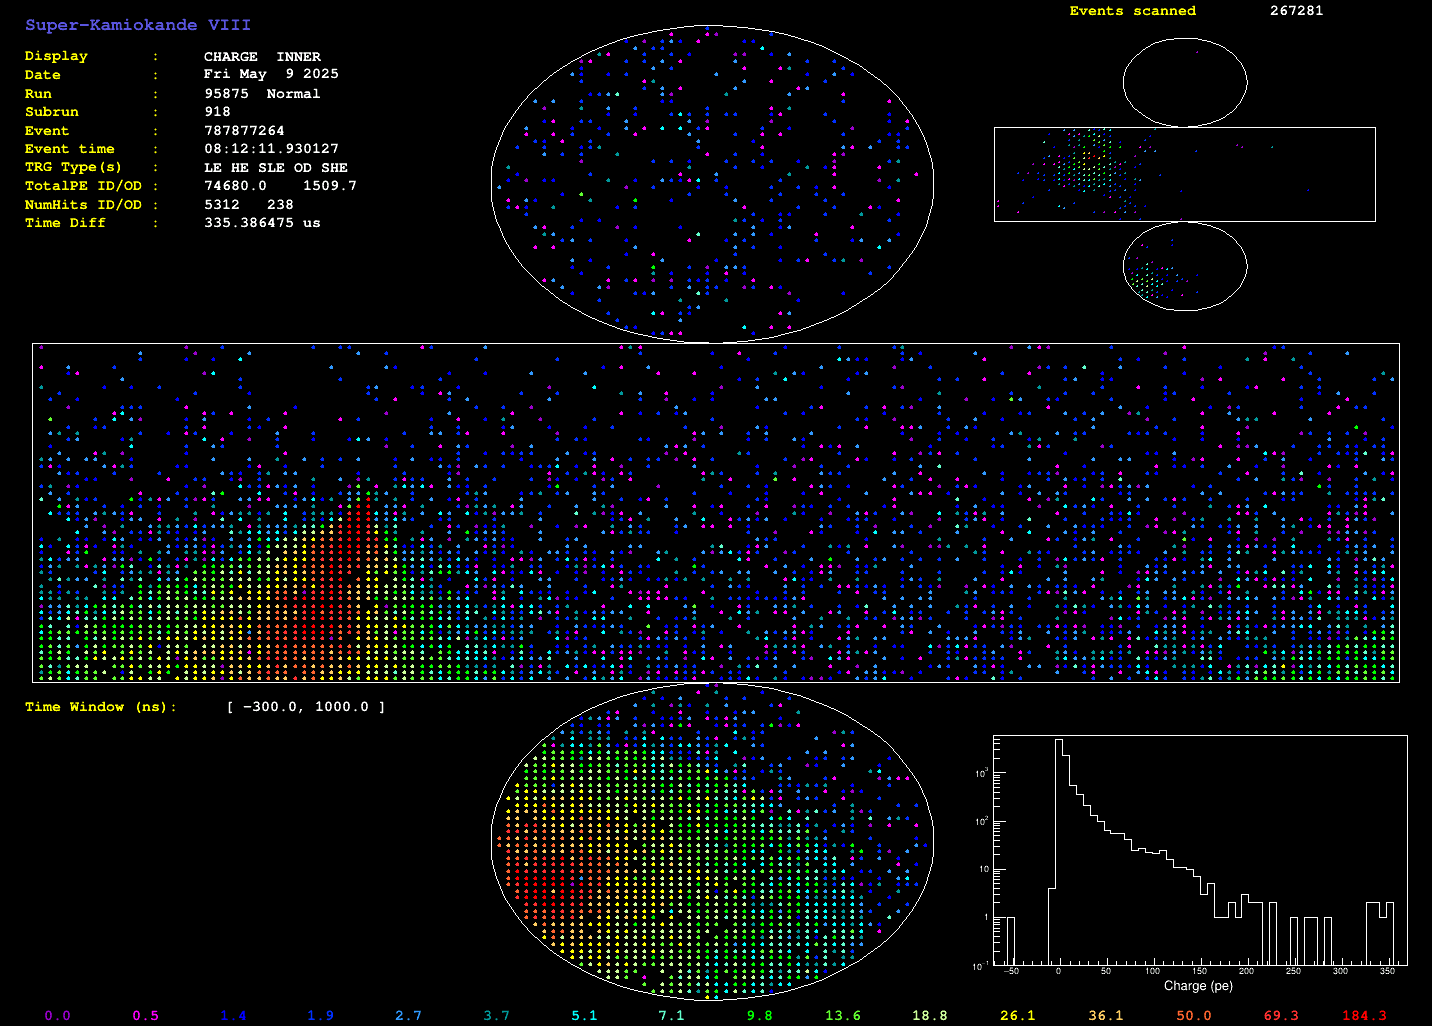 Super-Kamiokande VIII
Display : CHARGE INNER
Date : Fri May 9 2025
Run : 95875 Normal
Subrun : 918
Event : 787877264
Event time : 08:12:11.930127
TRG Type(s) : LE HE SLE OD SHE
TotalPE ID/OD : 74680.0 1509.7
NumHits ID/OD : 5312 238
Time Diff : 335.386475 us
Events scanned 267281
Time Window (ns): [ -300.0, 1000.0 ]
10^3
10^2
10
1
10^-1
-50 0 50 100 150 200 250 300 350
Charge (pe)
0.0 0.5 1.4 1.9 2.7 3.7 5.1 7.1 9.8 13.6 18.8 26.1 36.1 50.0 69.3 184.3